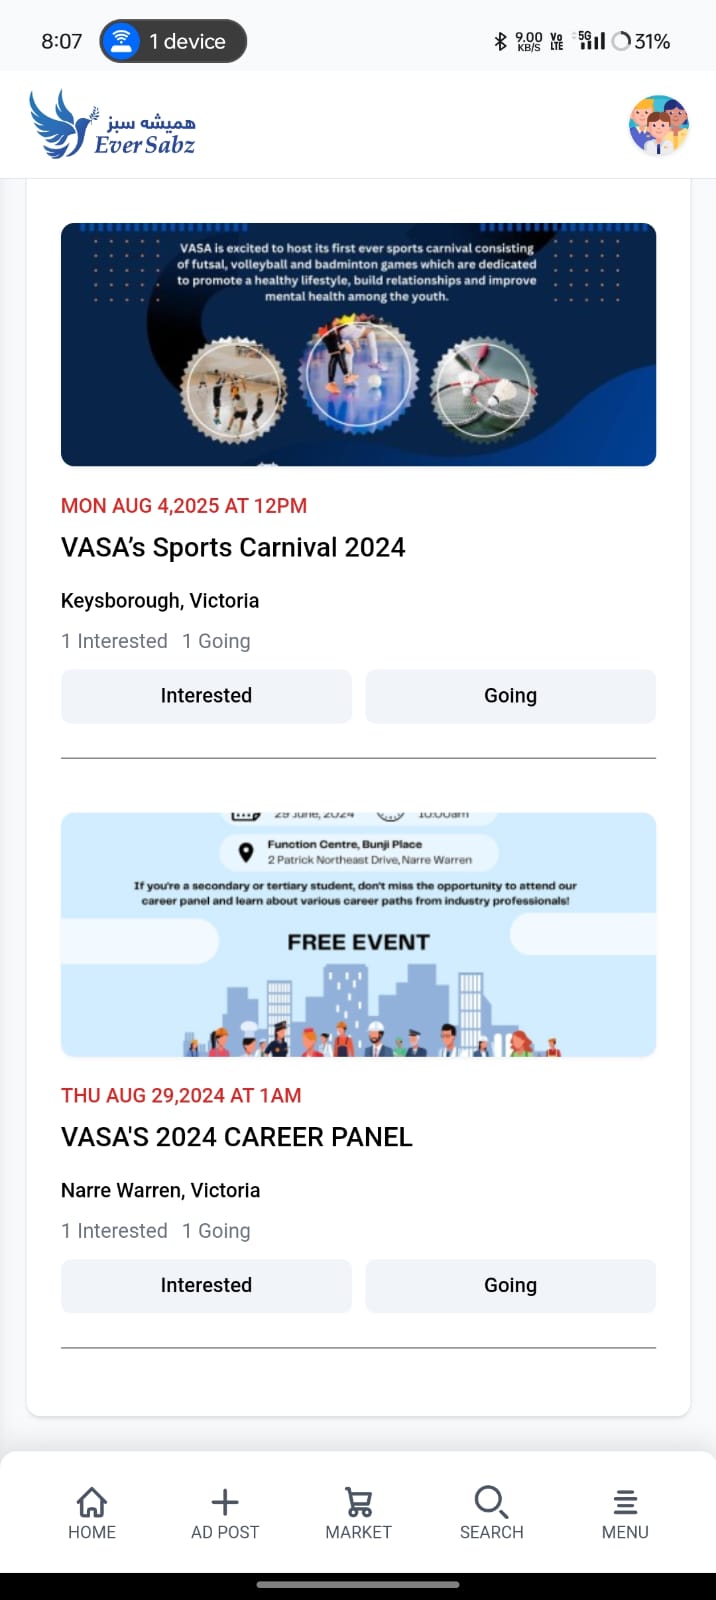 8:07
1 device
9.00
KB/S
Vo
LTE
5G
31%
همیشه سبز
Ever Sabz
VASA is excited to host its first ever sports carnival consisting
of futsal, volleyball and badminton games which are dedicated
to promote a healthy lifestyle, build relationships and improve
mental health among the youth.
MON AUG 4,2025 AT 12PM
VASA’s Sports Carnival 2024
Keysborough, Victoria
1 Interested 1 Going
Interested Going
29 June, 2024 10:00am
Function Centre, Bunji Place
2 Patrick Northeast Drive, Narre Warren
If you're a secondary or tertiary student, don't miss the opportunity to attend our
career panel and learn about various career paths from industry professionals!
FREE EVENT
THU AUG 29,2024 AT 1AM
VASA'S 2024 CAREER PANEL
Narre Warren, Victoria
1 Interested 1 Going
Interested Going
HOME AD POST MARKET SEARCH MENU